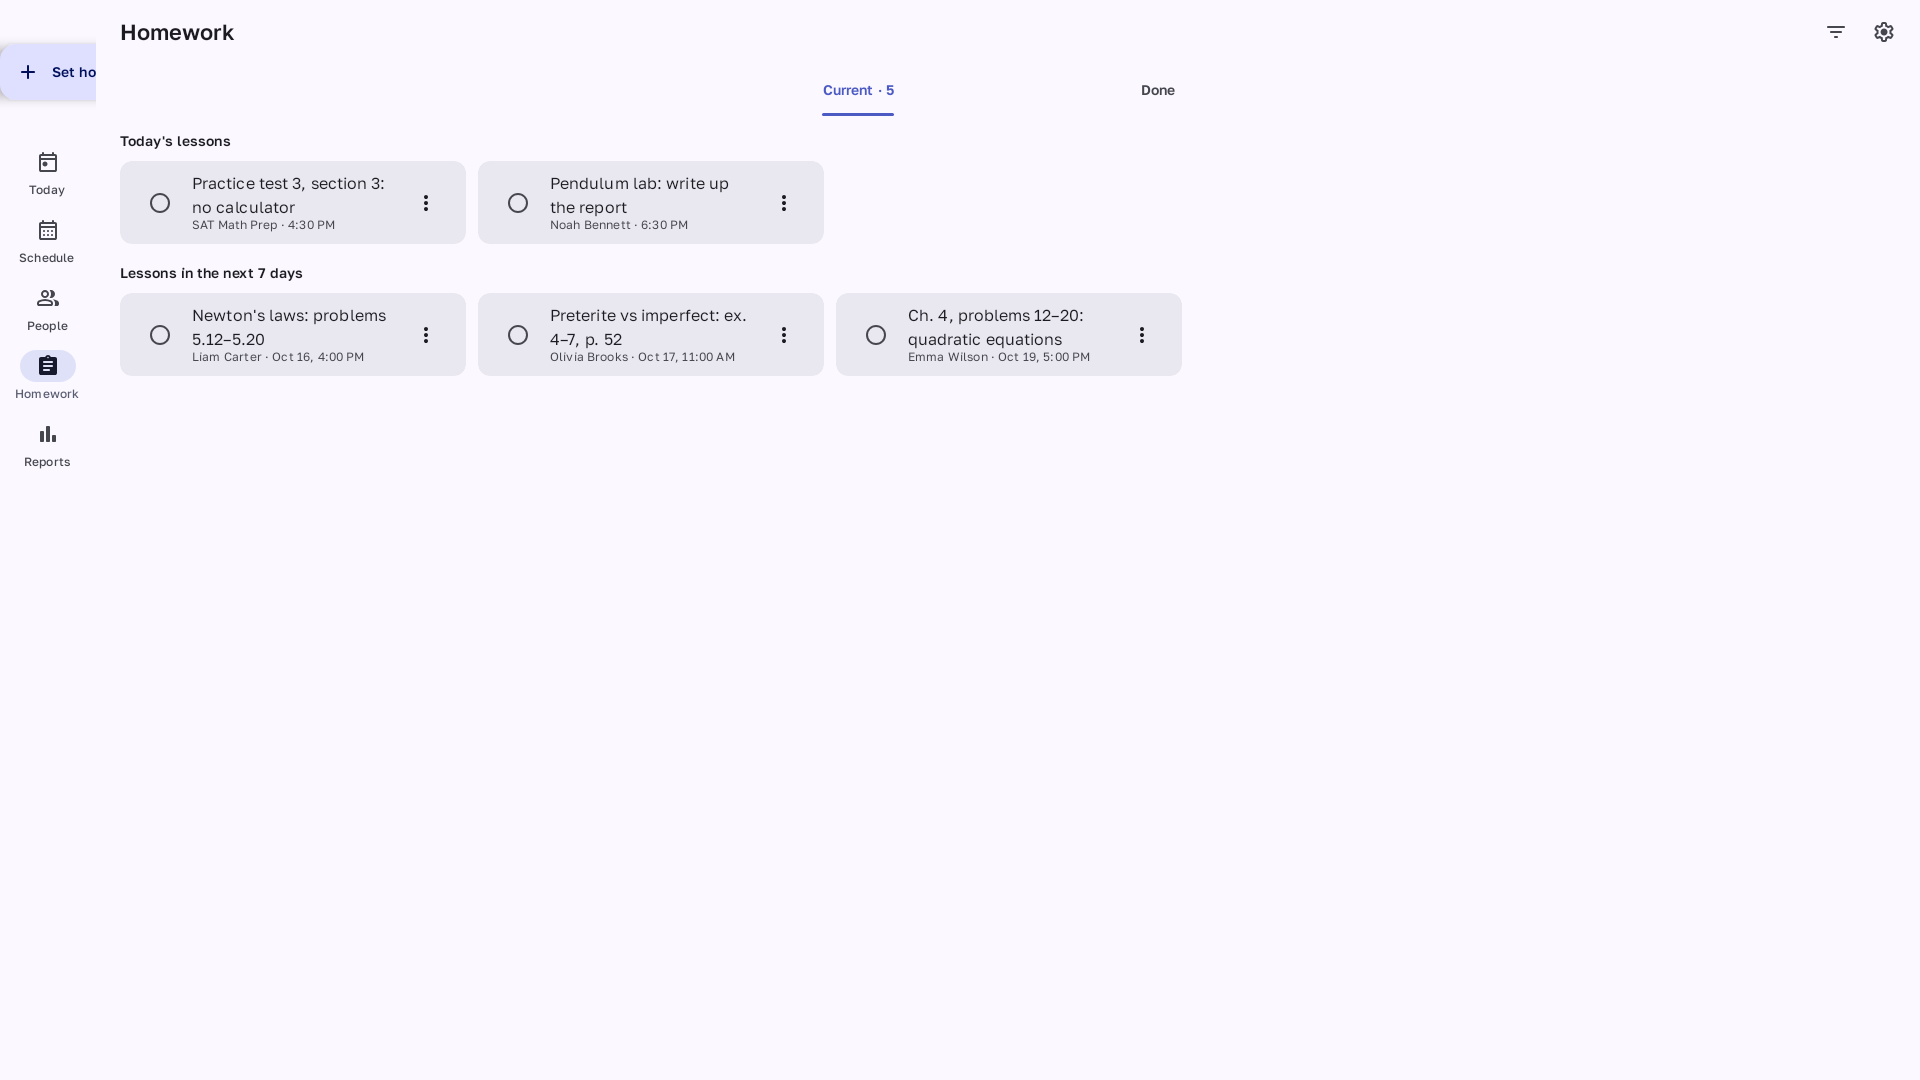 Homework
Set ho
Current · 5
Done
Today's lessons
Practice test 3, section 3:
no calculator
SAT Math Prep · 4:30 PM
Pendulum lab: write up
the report
Noah Bennett · 6:30 PM
Lessons in the next 7 days
Newton's laws: problems
5.12–5.20
Liam Carter · Oct 16, 4:00 PM
Preterite vs imperfect: ex.
4–7, p. 52
Olivia Brooks · Oct 17, 11:00 AM
Ch. 4, problems 12–20:
quadratic equations
Emma Wilson · Oct 19, 5:00 PM
Today
Schedule
People
Homework
Reports